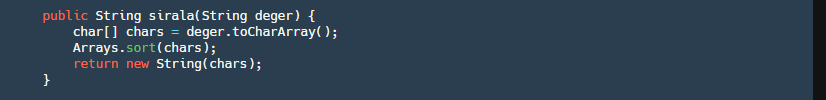 public String sirala(String deger) {
char[] chars = deger.toCharArray();
Arrays.sort(chars);
return new String(chars);
}